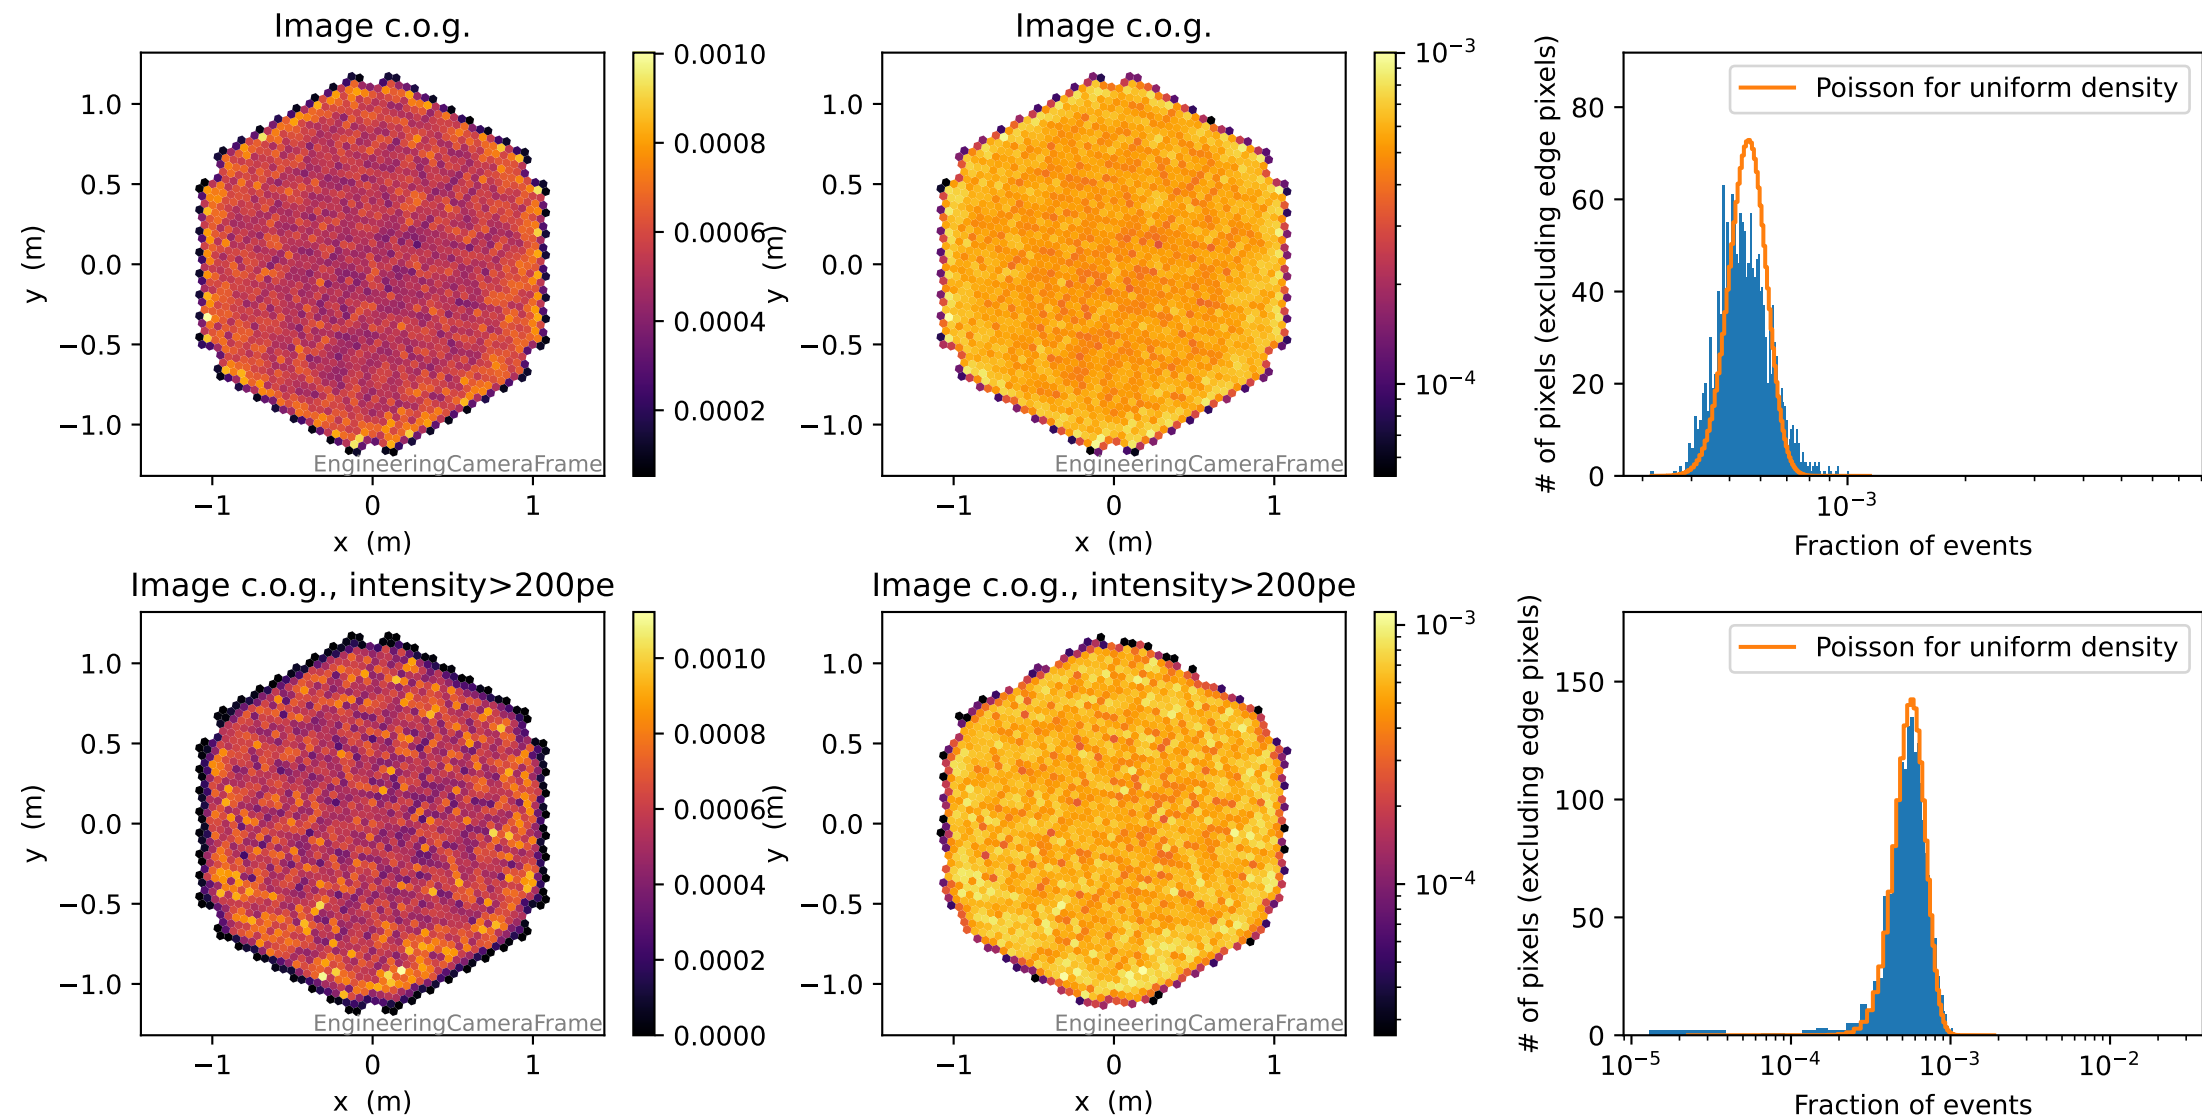 Image c.o.g.
y (m)
1.0
0.5
0.0
−0.5
−1.0
−1
0
1
x (m)
EngineeringCameraFrame
0.0010
0.0008
0.0006
0.0004
0.0002
Image c.o.g.
y (m)
1.0
0.5
0.0
−0.5
−1.0
−1
0
1
x (m)
EngineeringCameraFrame
10⁻³
10⁻⁴
# of pixels (excluding edge pixels)
80
60
40
20
0
Poisson for uniform density
10⁻³
Fraction of events
Image c.o.g., intensity>200pe
y (m)
1.0
0.5
0.0
−0.5
−1.0
−1
0
1
x (m)
EngineeringCameraFrame
0.0010
0.0008
0.0006
0.0004
0.0002
0.0000
Image c.o.g., intensity>200pe
y (m)
1.0
0.5
0.0
−0.5
−1.0
−1
0
1
x (m)
EngineeringCameraFrame
10⁻³
10⁻⁴
# of pixels (excluding edge pixels)
150
100
50
0
Poisson for uniform density
10⁻⁵
10⁻⁴
10⁻³
10⁻²
Fraction of events